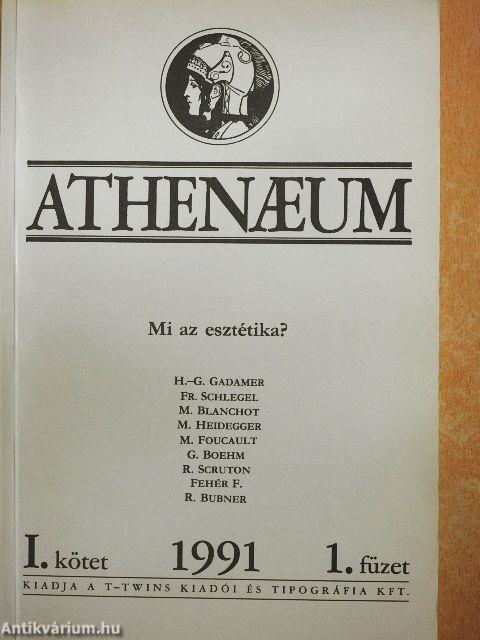 ATHENÆUM
Mi az esztétika?
H.–G. GADAMER
FR. SCHLEGEL
M. BLANCHOT
M. HEIDEGGER
M. FOUCAULT
G. BOEHM
R. SCRUTON
FEHÉR F.
R. BUBNER
I. kötet 1991 1. füzet
KIADJA A T–TWINS KIADÓI ÉS TIPOGRÁFIA KFT.
Antikvárium.hu